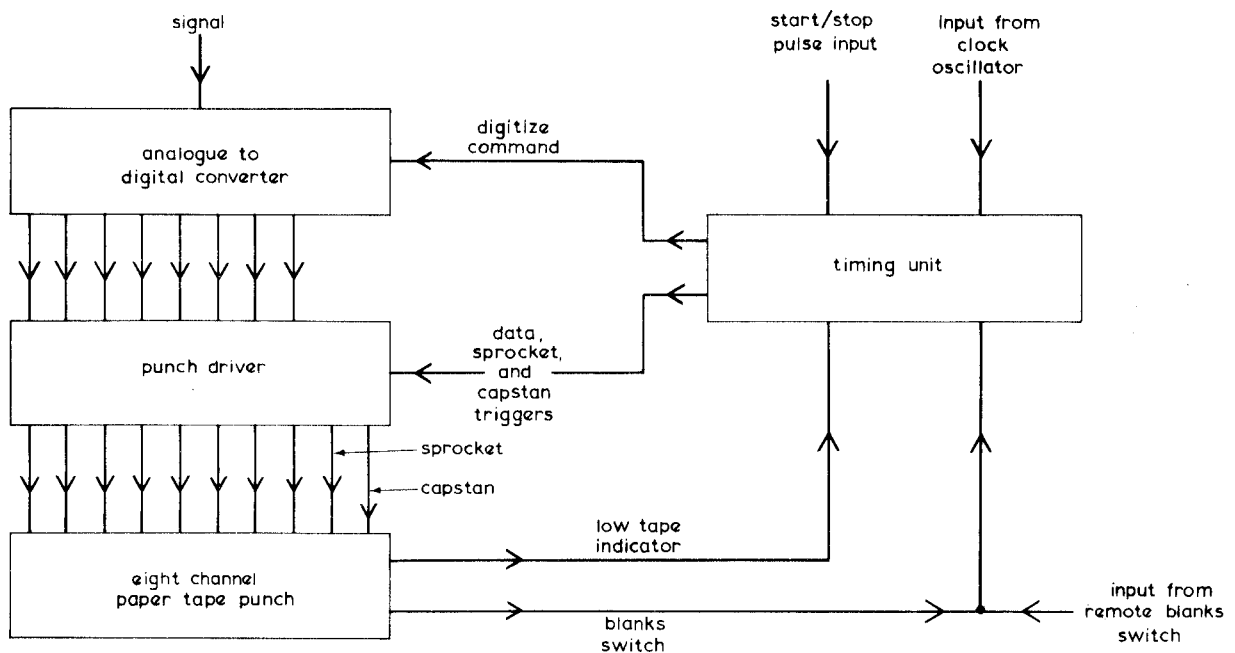 signal
start/stop
pulse input
input from
clock
oscillator
analogue to
digital converter
digitize
command
timing unit
punch driver
data,
sprocket,
and
capstan
triggers
sprocket
capstan
low tape
indicator
eight channel
paper tape punch
blanks
switch
input from
remote blanks
switch